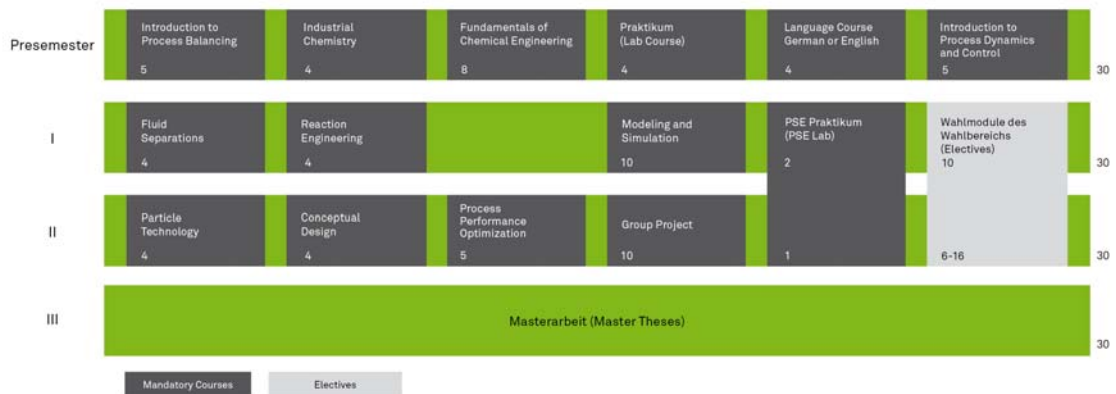 Presemester
Introduction to
Process Balancing
5
Industrial
Chemistry
4
Fundamentals of
Chemical Engineering
8
Praktikum
(Lab Course)
4
Language Course
German or English
4
Introduction to
Process Dynamics
and Control
5
30
I
Fluid
Separations
4
Reaction
Engineering
4
Modeling and
Simulation
10
PSE Praktikum
(PSE Lab)
2
Wahlmodule des
Wahlbereichs
(Electives)
10
30
II
Particle
Technology
4
Conceptual
Design
4
Process
Performance
Optimization
5
Group Project
10
1
6-16
30
III
Masterarbeit (Master Theses)
30
Mandatory Courses
Electives